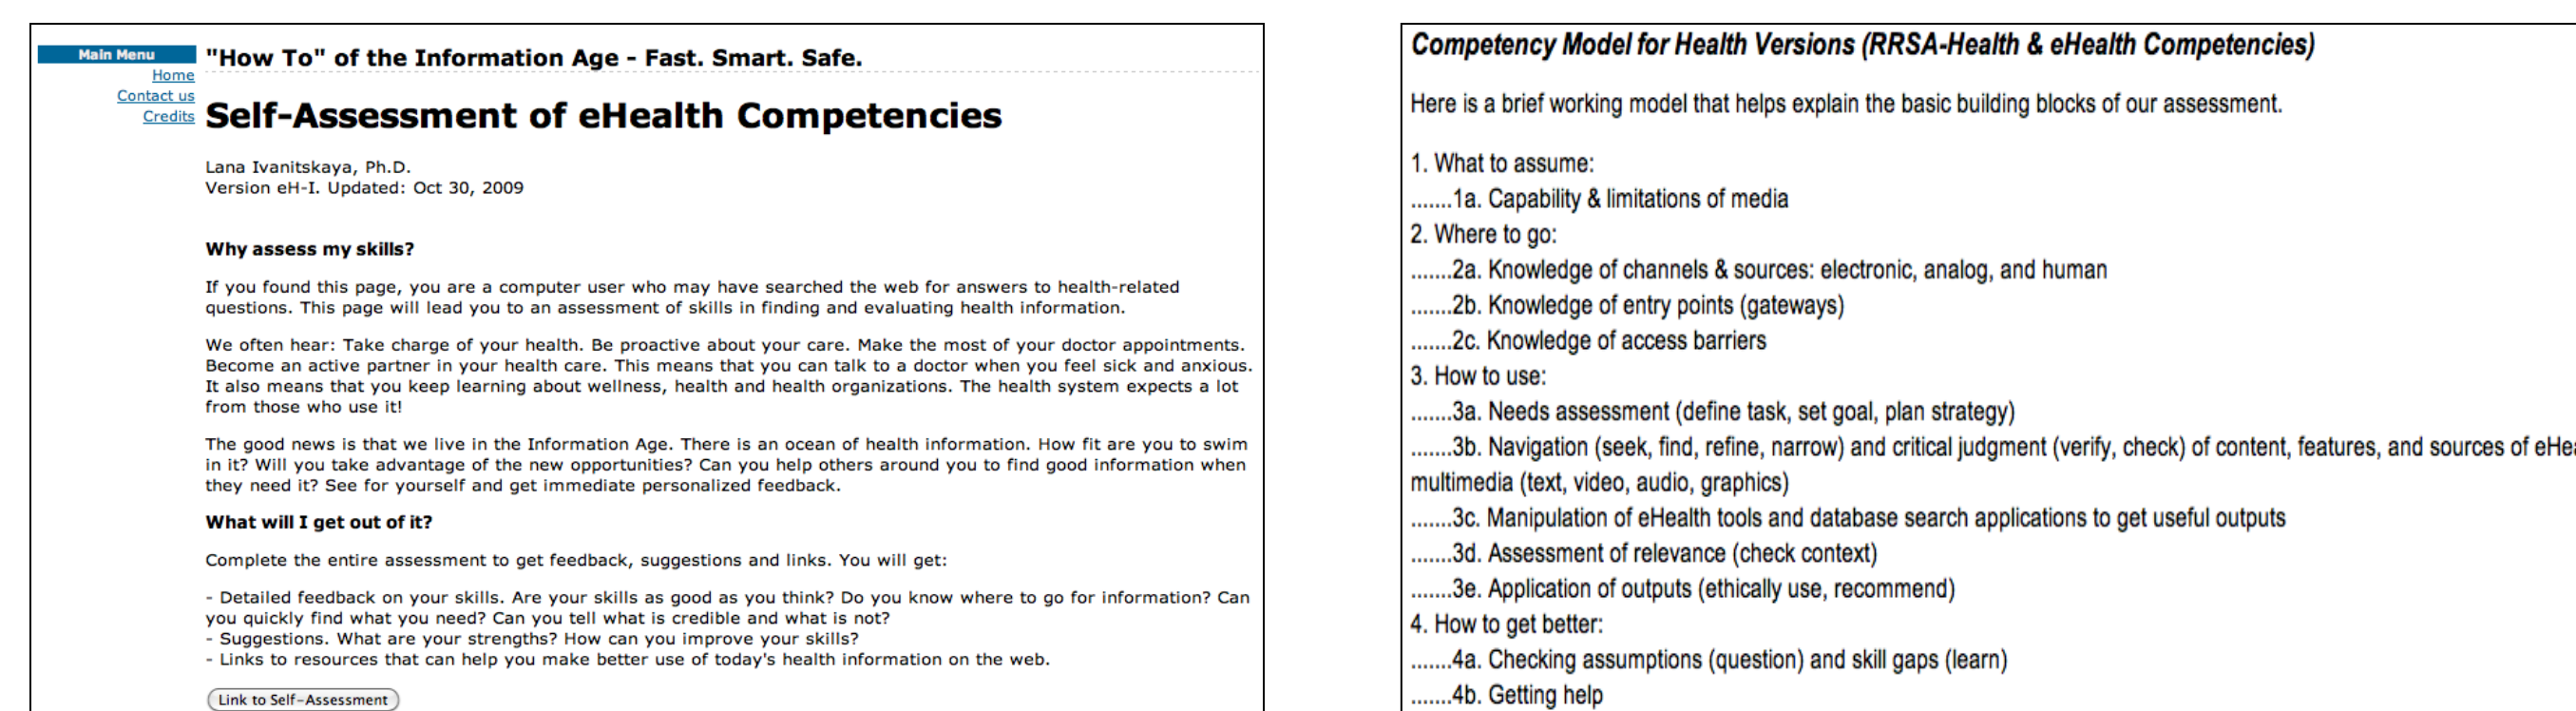 Main Menu
Home
Contact us
Credits
"How To" of the Information Age - Fast. Smart. Safe.
Self-Assessment of eHealth Competencies
Lana Ivanitskaya, Ph.D.
Version eH-I. Updated: Oct 30, 2009
Why assess my skills?
If you found this page, you are a computer user who may have searched the web for answers to health-related
questions. This page will lead you to an assessment of skills in finding and evaluating health information.
We often hear: Take charge of your health. Be proactive about your care. Make the most of your doctor appointments.
Become an active partner in your health care. This means that you can talk to a doctor when you feel sick and anxious.
It also means that you keep learning about wellness, health and health organizations. The health system expects a lot
from those who use it!
The good news is that we live in the Information Age. There is an ocean of health information. How fit are you to swim
in it? Will you take advantage of the new opportunities? Can you help others around you to find good information when
they need it? See for yourself and get immediate personalized feedback.
What will I get out of it?
Complete the entire assessment to get feedback, suggestions and links. You will get:
- Detailed feedback on your skills. Are your skills as good as you think? Do you know where to go for information? Can
you quickly find what you need? Can you tell what is credible and what is not?
- Suggestions. What are your strengths? How can you improve your skills?
- Links to resources that can help you make better use of today's health information on the web.
Link to Self-Assessment
Competency Model for Health Versions (RRSA-Health & eHealth Competencies)
Here is a brief working model that helps explain the basic building blocks of our assessment.
1. What to assume:
.......1a. Capability & limitations of media
2. Where to go:
.......2a. Knowledge of channels & sources: electronic, analog, and human
.......2b. Knowledge of entry points (gateways)
.......2c. Knowledge of access barriers
3. How to use:
.......3a. Needs assessment (define task, set goal, plan strategy)
.......3b. Navigation (seek, find, refine, narrow) and critical judgment (verify, check) of content, features, and sources of
multimedia (text, video, audio, graphics)
.......3c. Manipulation of eHealth tools and database search applications to get useful outputs
.......3d. Assessment of relevance (check context)
.......3e. Application of outputs (ethically use, recommend)
4. How to get better:
.......4a. Checking assumptions (question) and skill gaps (learn)
.......4b. Getting help